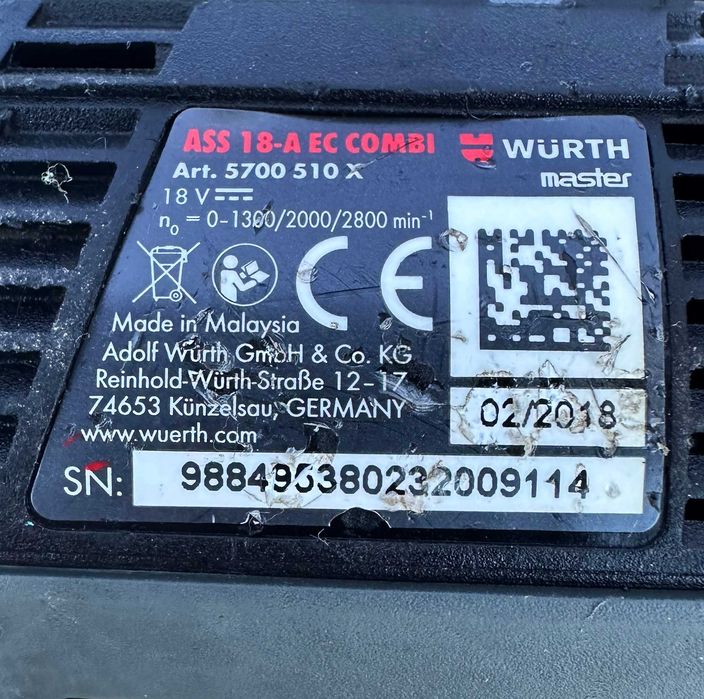 ASS 18-A EC COMBI
WÜRTH
master
Art. 5700 510 X
18 V
n₀ = 0-1300/2000/2800 min⁻¹
CE
Made in Malaysia
Adolf Würth GmbH & Co. KG
Reinhold-Würth-Straße 12-17
74653 Künzelsau, GERMANY
www.wuerth.com
02/2018
SN: 988495380232009114